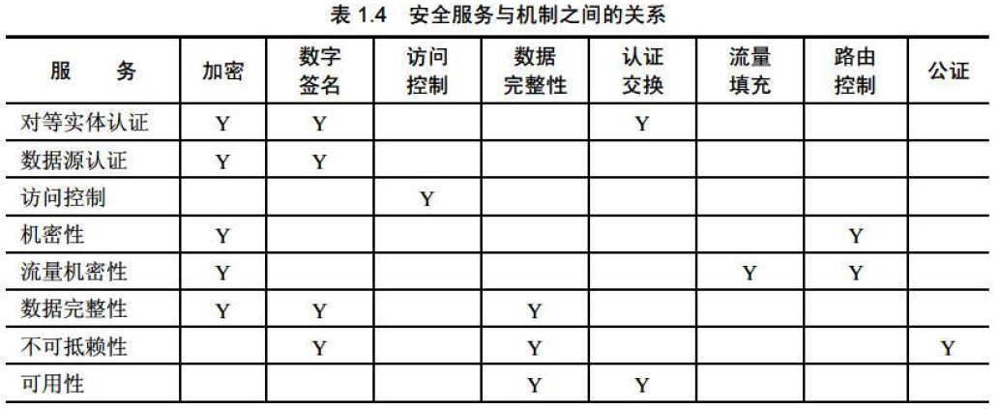 表 1.4 安全服务与机制之间的关系
服 务 加密 数字签名 访问控制 数据完整性 认证交换 流量填充 路由控制 公证
对等实体认证 Y Y Y
数据源认证 Y Y
访问控制 Y
机密性 Y Y
流量机密性 Y Y Y
数据完整性 Y Y Y
不可抵赖性 Y Y Y
可用性 Y Y